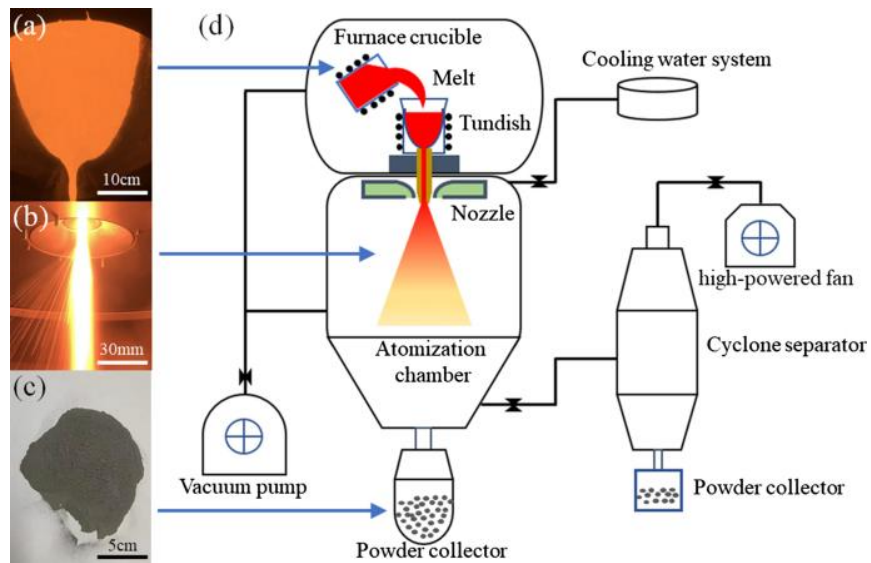 (a)
10cm
(b)
30mm
(c)
5cm
(d)
Furnace crucible
Melt
Tundish
Nozzle
Atomization
chamber
Vacuum pump
Powder collector
Cooling water system
high-powered fan
Cyclone separator
Powder collector